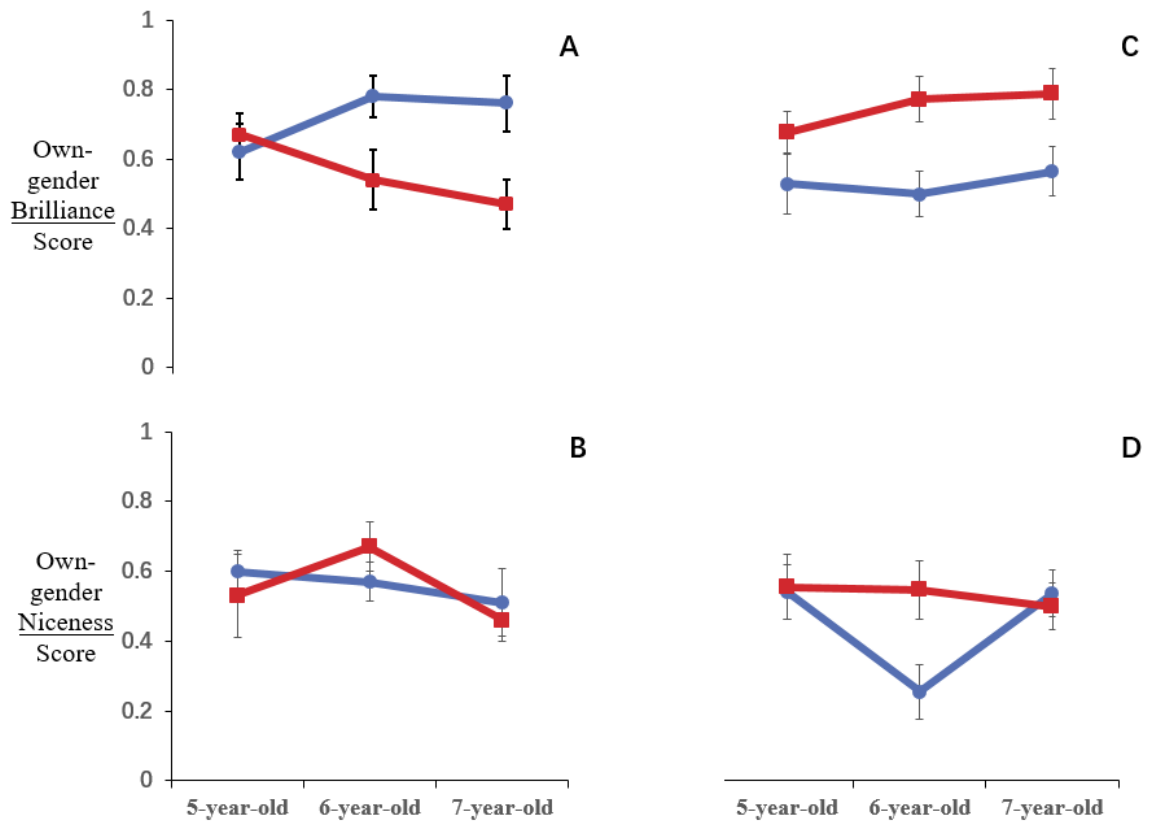 1
A
C
0.8
0.6
Own-
gender
Brilliance
Score
0.4
0.2
0
1
B
D
0.8
0.6
Own-
gender
Niceness
Score
0.4
0.2
0
5-year-old 6-year-old 7-year-old
5-year-old 6-year-old 7-year-old